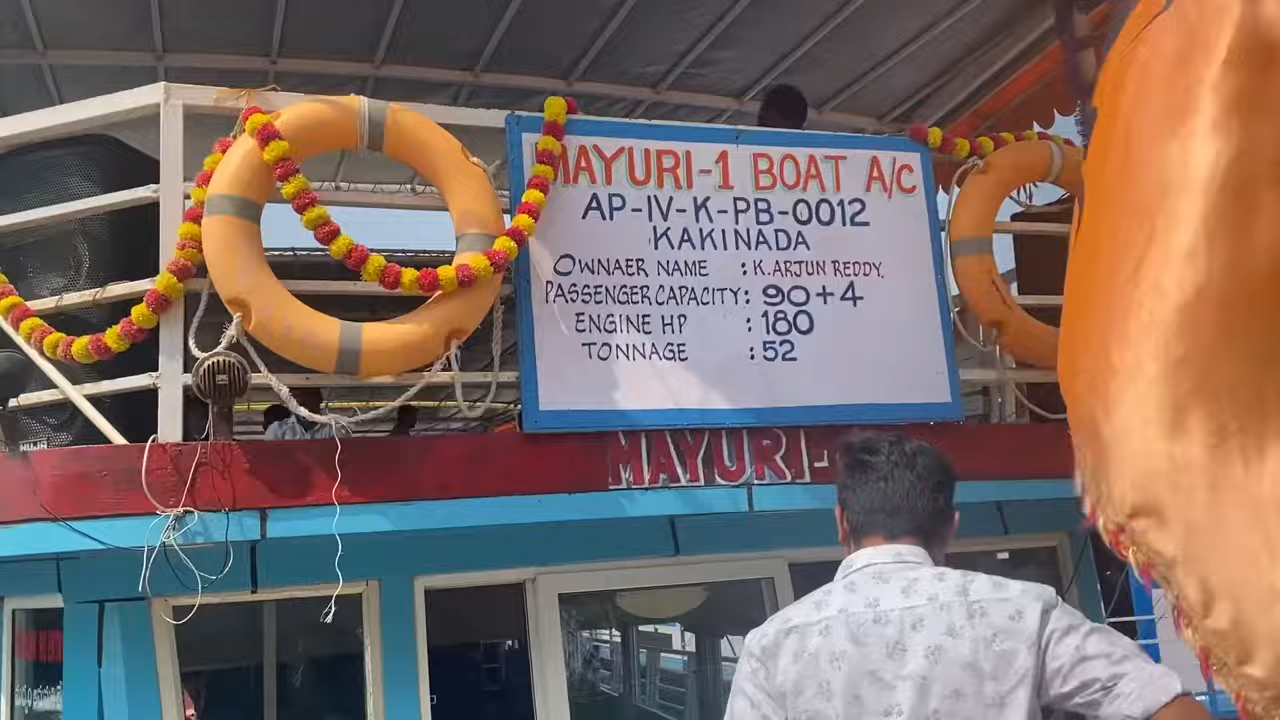 MAYURI-1 BOAT A/C
AP-IV-K-PB-0012
KAKINADA
OWNAER NAME : K.ARJUN REDDY.
PASSENGER CAPACITY: 90+4
ENGINE HP : 180
TONNAGE : 52
MAYURI-